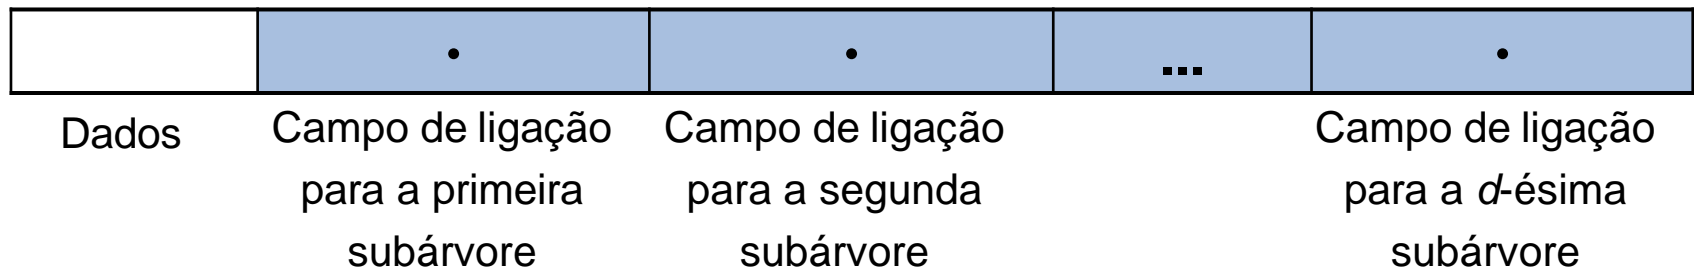 ...
Dados
Campo de ligação
para a primeira
subárvore
Campo de ligação
para a segunda
subárvore
Campo de ligação
para a d-ésima
subárvore